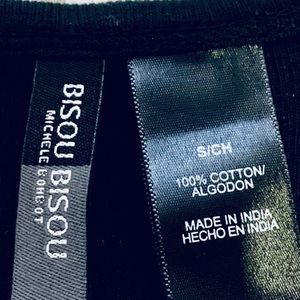 BISOU BISOU
MICHELE BOHBOT
S/CH
100% COTTON/
ALGODON
MADE IN INDIA
HECHO EN INDIA